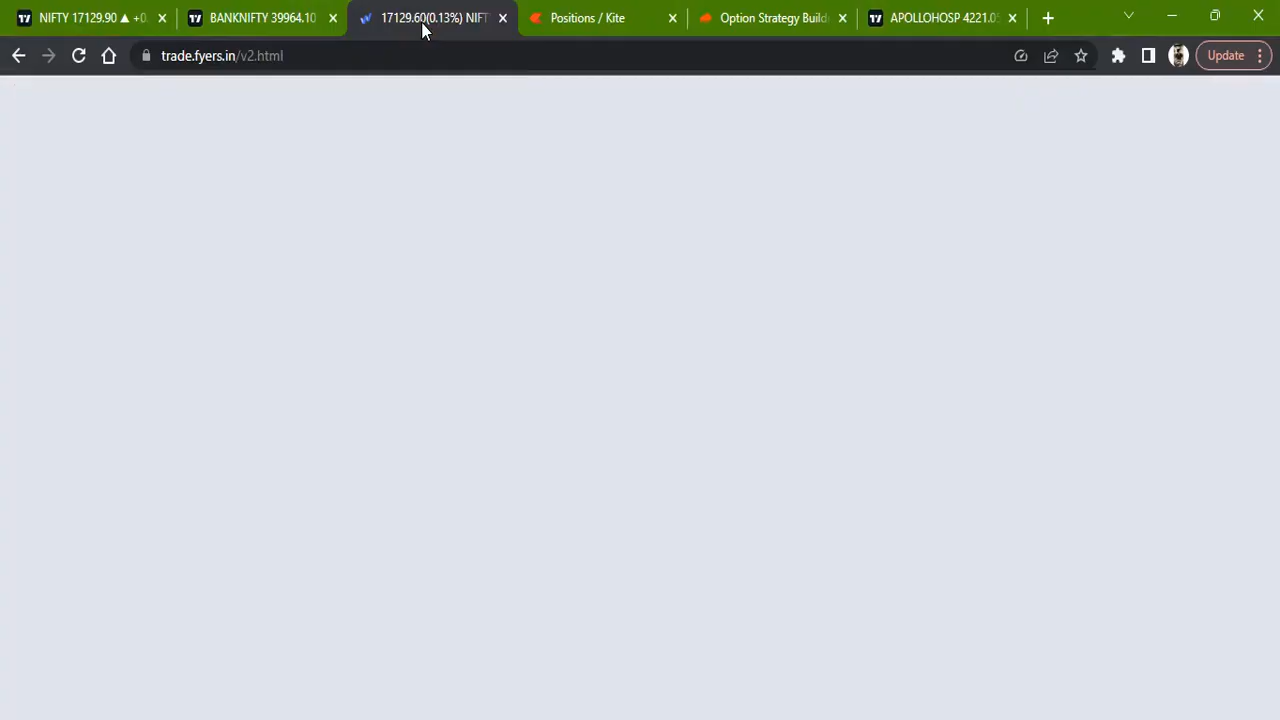 NIFTY 17129.90 ▲ +0.
BANKNIFTY 39964.10
17129.60(0.13%) NIFT
Positions / Kite
Option Strategy Build
APOLLOHOSP 4221.05
trade.fyers.in/v2.html
Update